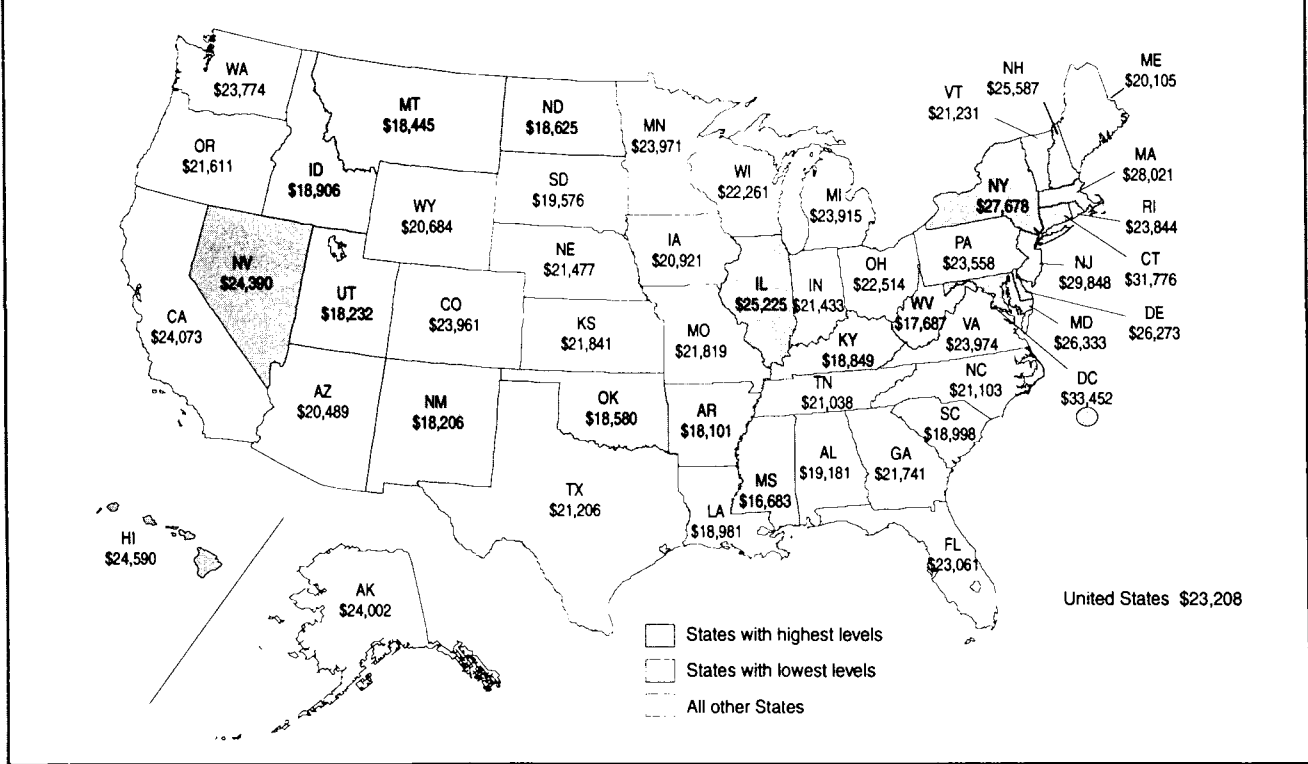 WA
$23,774
OR
$21,611
CA
$24,073
NV
$24,390
ID
$18,906
MT
$18,445
WY
$20,684
UT
$18,232
CO
$23,961
AZ
$20,489
NM
$18,206
ND
$18,625
SD
$19,576
NE
$21,477
KS
$21,841
OK
$18,580
TX
$21,206
MN
$23,971
IA
$20,921
MO
$21,819
AR
$18,101
LA
$18,981
WI
$22,261
IL
$25,225
MI
$23,915
IN
$21,433
OH
$22,514
KY
$18,849
TN
$21,038
MS
$16,683
AL
$19,181
GA
$21,741
FL
$23,061
SC
$18,998
NC
$21,103
VA
$23,974
WV
$17,687
PA
$23,558
NY
$27,678
VT
$21,231
NH
$25,587
ME
$20,105
MA
$28,021
RI
$23,844
CT
$31,776
NJ
$29,848
DE
$26,273
MD
$26,333
DC
$33,452
HI
$24,590
AK
$24,002
United States $23,208
States with highest levels
States with lowest levels
All other States